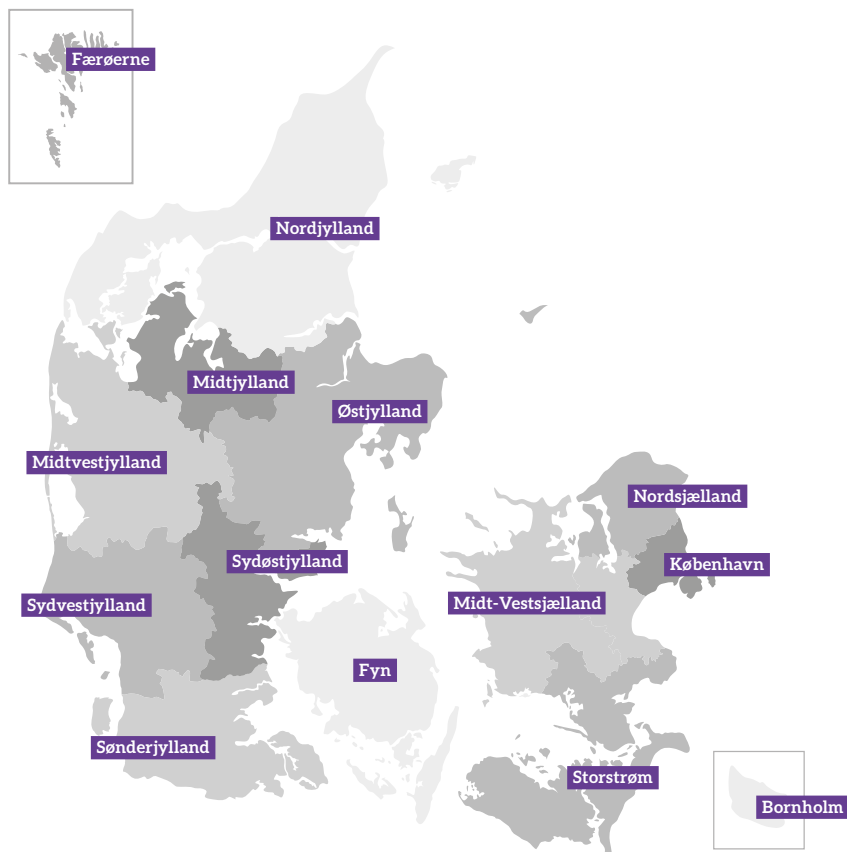 Færøerne
Nordjylland
Midtjylland
Østjylland
Midtvestjylland
Nordsjælland
Sydøstjylland
København
Sydvestjylland
Midt-Vestsjælland
Fyn
Sønderjylland
Storstrøm
Bornholm